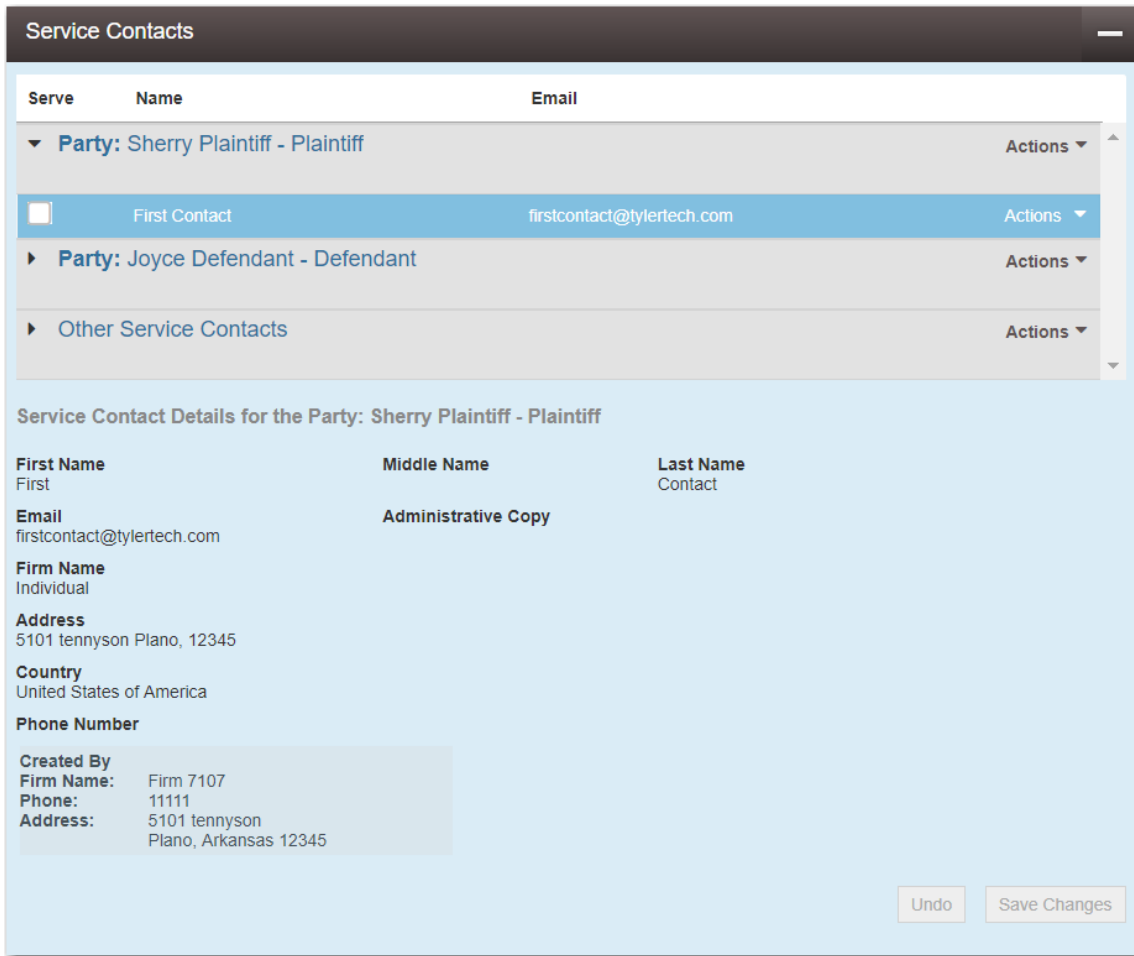 Service Contacts
Serve Name Email
Party: Sherry Plaintiff - Plaintiff Actions
First Contact firstcontact@tylertech.com Actions
Party: Joyce Defendant - Defendant Actions
Other Service Contacts Actions
Service Contact Details for the Party: Sherry Plaintiff - Plaintiff
First Name Middle Name Last Name
First Contact
Email Administrative Copy
firstcontact@tylertech.com
Firm Name
Individual
Address
5101 tennyson Plano, 12345
Country
United States of America
Phone Number
Created By
Firm Name: Firm 7107
Phone: 11111
Address: 5101 tennyson
Plano, Arkansas 12345
Undo Save Changes